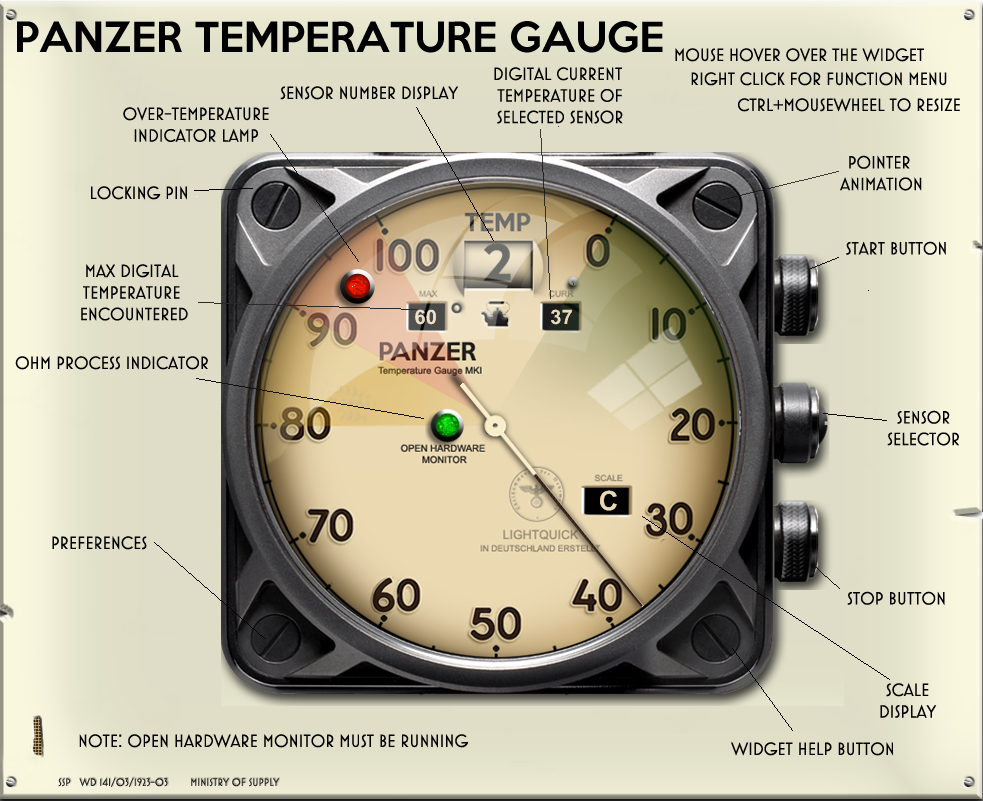 PANZER TEMPERATURE GAUGE
MOUSE HOVER OVER THE WIDGET
RIGHT CLICK FOR FUNCTION MENU
CTRL+MOUSEWHEEL TO RESIZE
DIGITAL CURRENT
TEMPERATURE OF
SELECTED SENSOR
SENSOR NUMBER DISPLAY
OVER-TEMPERATURE
INDICATOR LAMP
LOCKING PIN
POINTER
ANIMATION
START BUTTON
MAX DIGITAL
TEMPERATURE
ENCOUNTERED
OHM PROCESS INDICATOR
SENSOR
SELECTOR
PREFERENCES
STOP BUTTON
SCALE
DISPLAY
WIDGET HELP BUTTON
TEMP
2
100
0
MAX
CURR
60
37
90
10
PANZER
Temperature Gauge MKI
80
20
OPEN HARDWARE
MONITOR
SCALE
C
70
30
LIGHTQUICK
IN DEUTSCHLAND ERSTELLT
60
40
50
NOTE: OPEN HARDWARE MONITOR MUST BE RUNNING
SSP WD 141/03/1923-03 MINISTRY OF SUPPLY